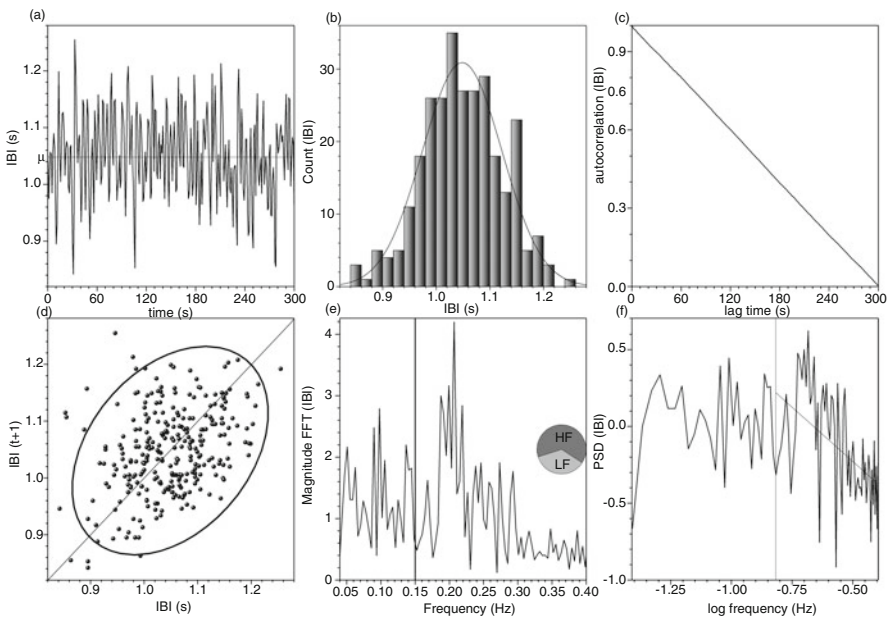 (a)
IBI (s)
1.2
1.1
μ
1.0
0.9
0 60 120 180 240 300
time (s)
(b)
Count (IBI)
30
20
10
0
0.9 1.0 1.1 1.2
IBI (s)
(c)
autocorrelation (IBI)
0.9
0.6
0.6
0.3
0.0
0 60 120 180 240 300
lag time (s)
(d)
IBI (t+1)
1.2
1.1
1.0
0.9
0.9 1.0 1.1 1.2
IBI (s)
(e)
Magnitude FFT (IBI)
4
3
2
1
0
HF
LF
0.05 0.10 0.15 0.20 0.25 0.30 0.35 0.40
Frequency (Hz)
(f)
PSD (IBI)
0.5
0.0
-0.5
-1.0
-1.25 -1.00 -0.75 -0.50
log frequency (Hz)